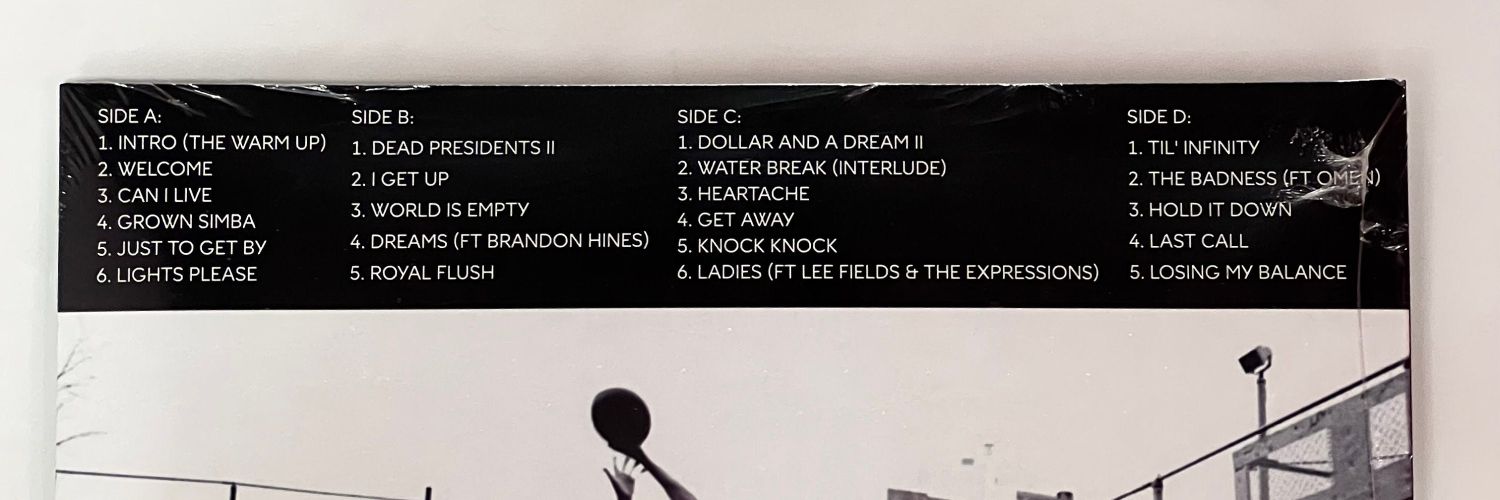 SIDE A:
1. INTRO (THE WARM UP)
2. WELCOME
3. CAN I LIVE
4. GROWN SIMBA
5. JUST TO GET BY
6. LIGHTS PLEASE
SIDE B:
1. DEAD PRESIDENTS II
2. I GET UP
3. WORLD IS EMPTY
4. DREAMS (FT BRANDON HINES)
5. ROYAL FLUSH
SIDE C:
1. DOLLAR AND A DREAM II
2. WATER BREAK (INTERLUDE)
3. HEARTACHE
4. GET AWAY
5. KNOCK KNOCK
6. LADIES (FT LEE FIELDS & THE EXPRESSIONS)
SIDE D:
1. TIL' INFINITY
2. THE BADNESS (FT OMEN)
3. HOLD IT DOWN
4. LAST CALL
5. LOSING MY BALANCE